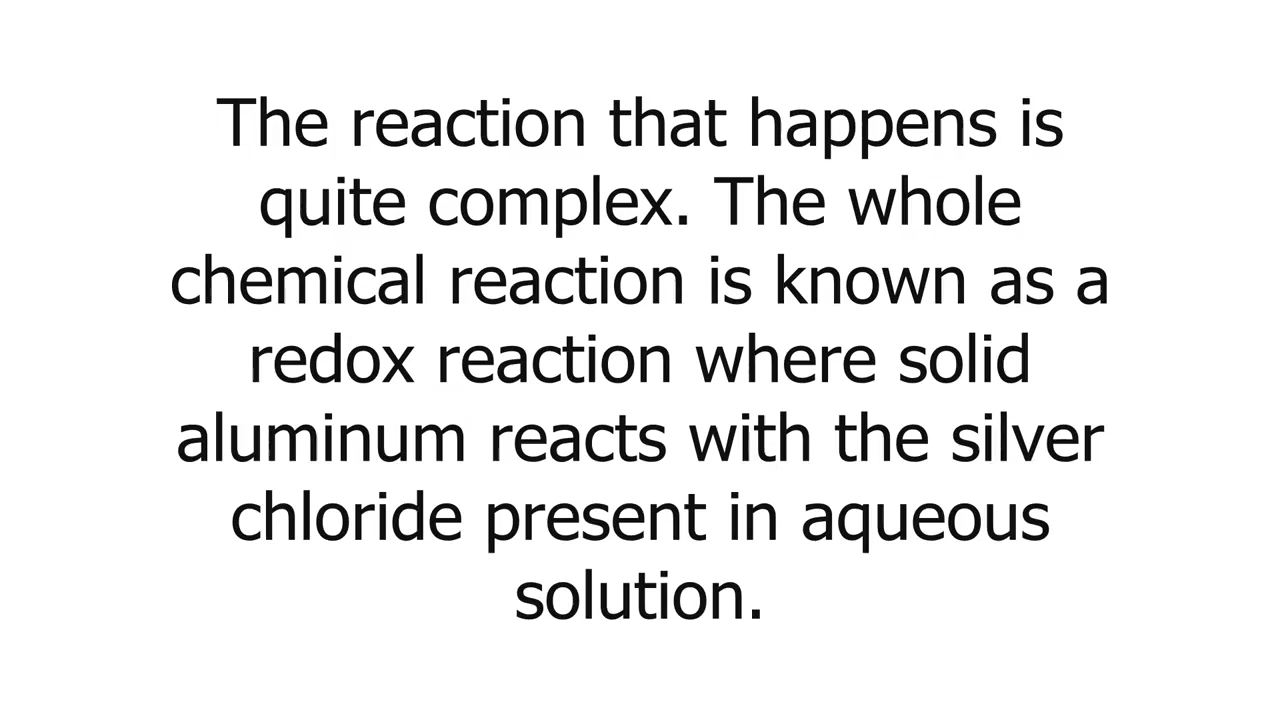 The reaction that happens is
quite complex. The whole
chemical reaction is known as a
redox reaction where solid
aluminum reacts with the silver
chloride present in aqueous
solution.